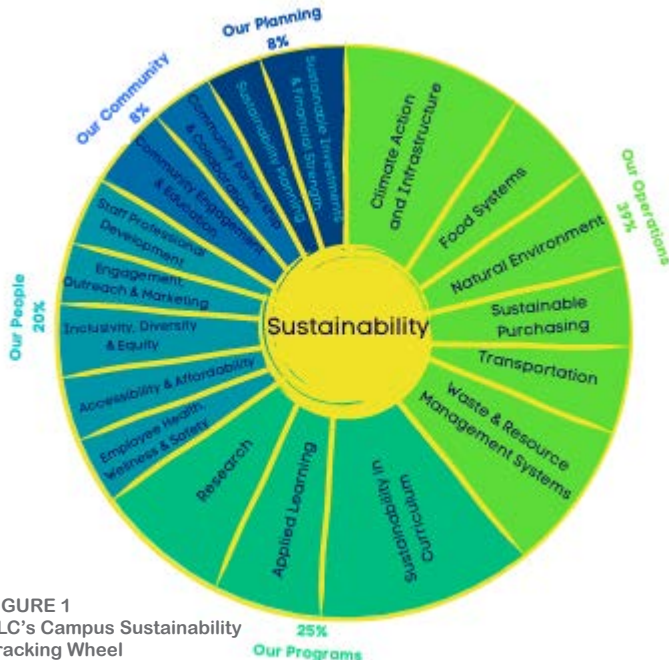 Our Planning
8%
Our Community
8%
Our People
20%
Our Operations
39%
25%
Our Programs
Sustainability
Climate Action
and Infrastructure
Food Systems
Natural Environment
Sustainable
Purchasing
Transportation
Waste & Resource
Management Systems
Sustainability in
Curriculum
Applied Learning
Research
Employee Health,
Wellness & Safety
Accessibility & Affordability
Inclusivity, Diversity
& Equity
Engagement,
Outreach & Marketing
Staff Professional
Development
Community Engagement
& Education
Community Partnership
& Collaboration
Sustainability Planning
Sustainable Investments
& Financial Strength
GURE 1
LC's Campus Sustainability
racking Wheel